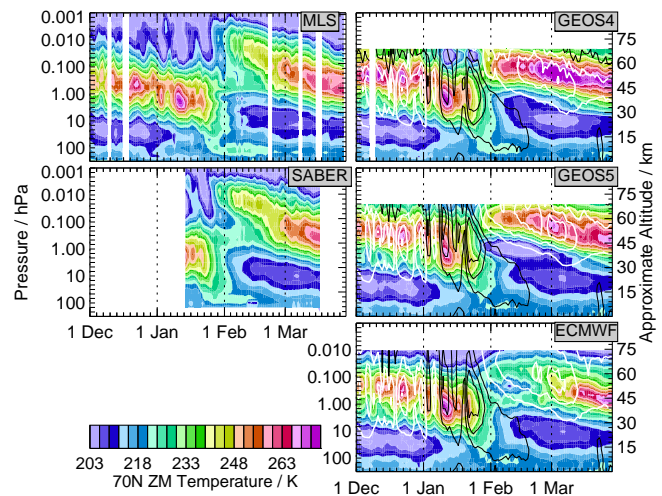 MLS
GEOS4
0.001
0.010
0.100
1.00
10
100
75
60
45
30
15
SABER
GEOS5
0.001
0.010
0.100
1.00
10
100
75
60
45
30
15
Pressure / hPa
Approximate Altitude / km
1 Dec 1 Jan 1 Feb 1 Mar
ECMWF
0.010
0.100
1.00
10
100
75
60
45
30
15
1 Dec 1 Jan 1 Feb 1 Mar
203 218 233 248 263
70N ZM Temperature / K